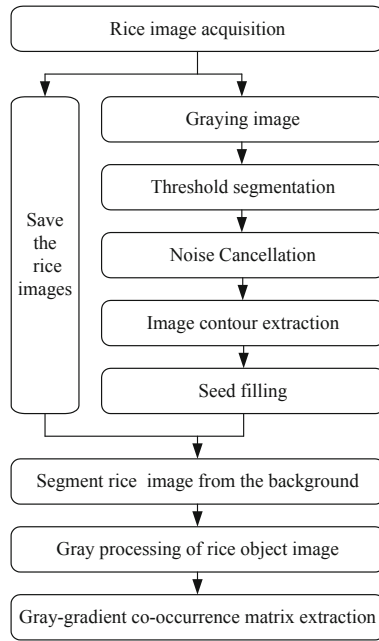 Rice image acquisition
Graying image
Threshold segmentation
Save
the
rice
images
Noise Cancellation
Image contour extraction
Seed filling
Segment rice image from the background
Gray processing of rice object image
Gray-gradient co-occurrence matrix extraction